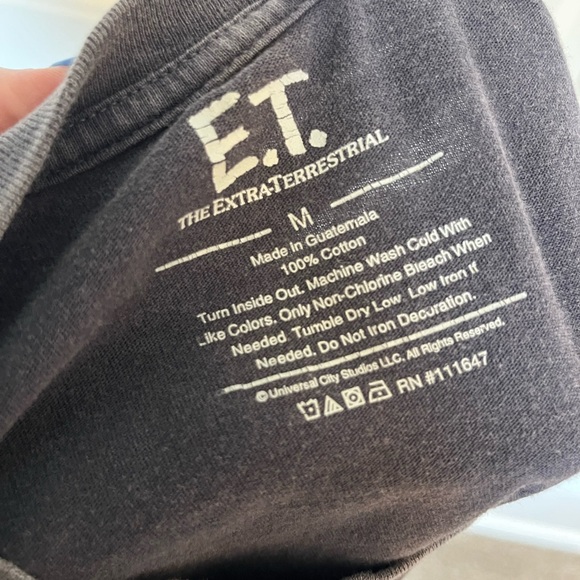 E.T.
THE EXTRA-TERRESTRIAL
M
Made in Guatemala
100% Cotton
Turn Inside Out. Machine Wash Cold With
Like Colors. Only Non-Chlorine Bleach When
Needed. Tumble Dry Low. Low Iron If
Needed. Do Not Iron Decoration.
© Universal City Studios LLC. All Rights Reserved.
RN #111647